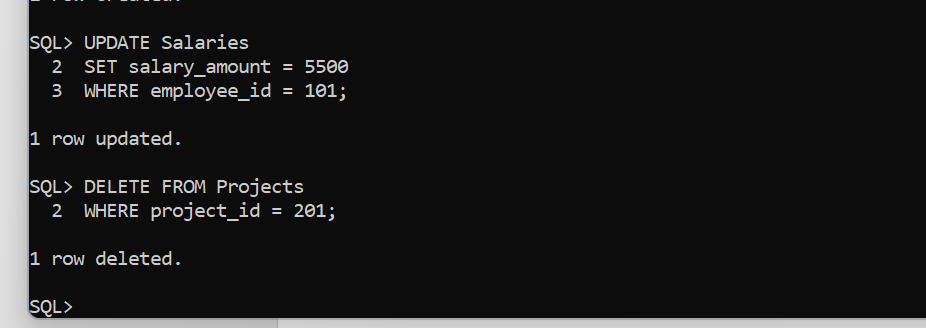 SQL> UPDATE Salaries
2 SET salary_amount = 5500
3 WHERE employee_id = 101;
1 row updated.
SQL> DELETE FROM Projects
2 WHERE project_id = 201;
1 row deleted.
SQL>